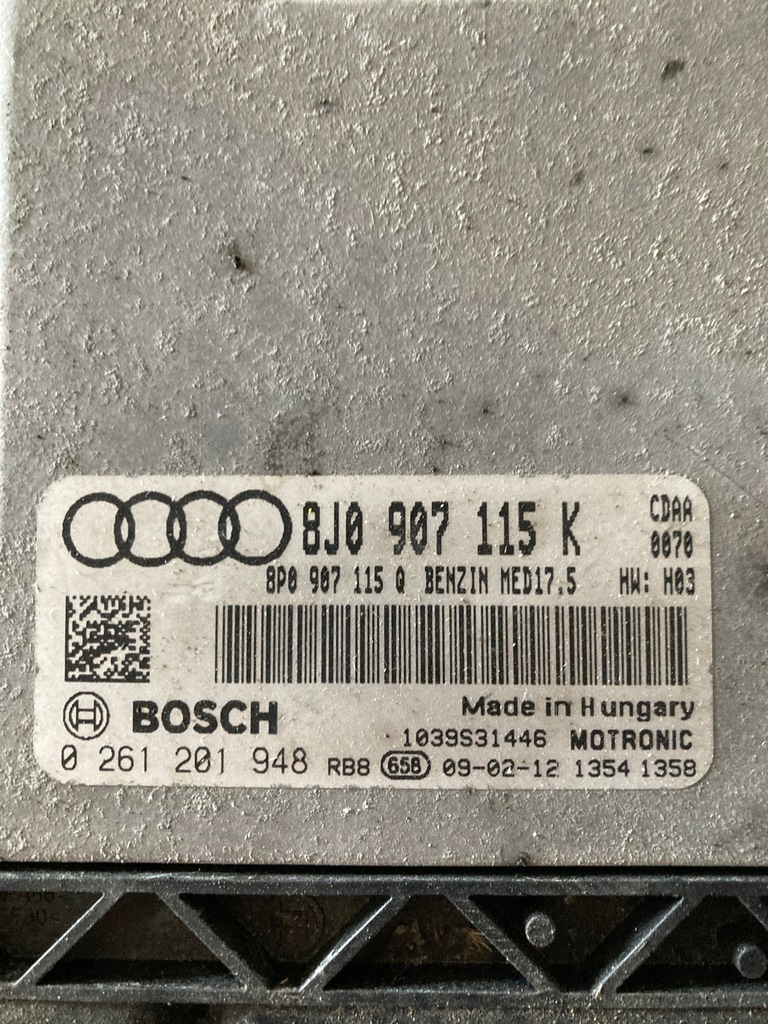 8J0 907 115 K
CDAA
0070
8P0 907 115 Q BENZIN MED17.5 HW: H03
BOSCH
Made in Hungary
1039S31446 MOTRONIC
0 261 201 948 RB8 658 09-02-12 1354 1358